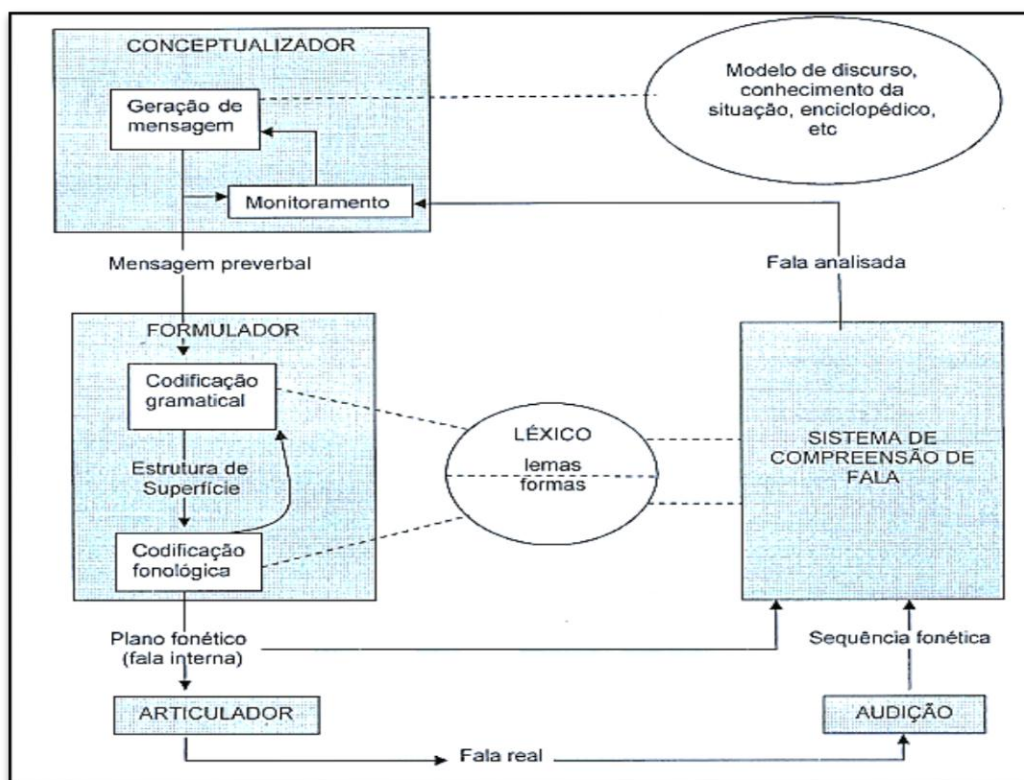 CONCEPTUALIZADOR
Geração de
mensagem
Monitoramento
Modelo de discurso,
conhecimento da
situação, enciclopédico,
etc
Mensagem preverbal
Fala analisada
FORMULADOR
Codificação
gramatical
Estrutura de
Superfície
Codificação
fonológica
LÉXICO
lemas
formas
SISTEMA DE
COMPREENSÃO DE
FALA
Plano fonético
(fala interna)
Sequência fonética
ARTICULADOR
AUDIÇÃO
Fala real